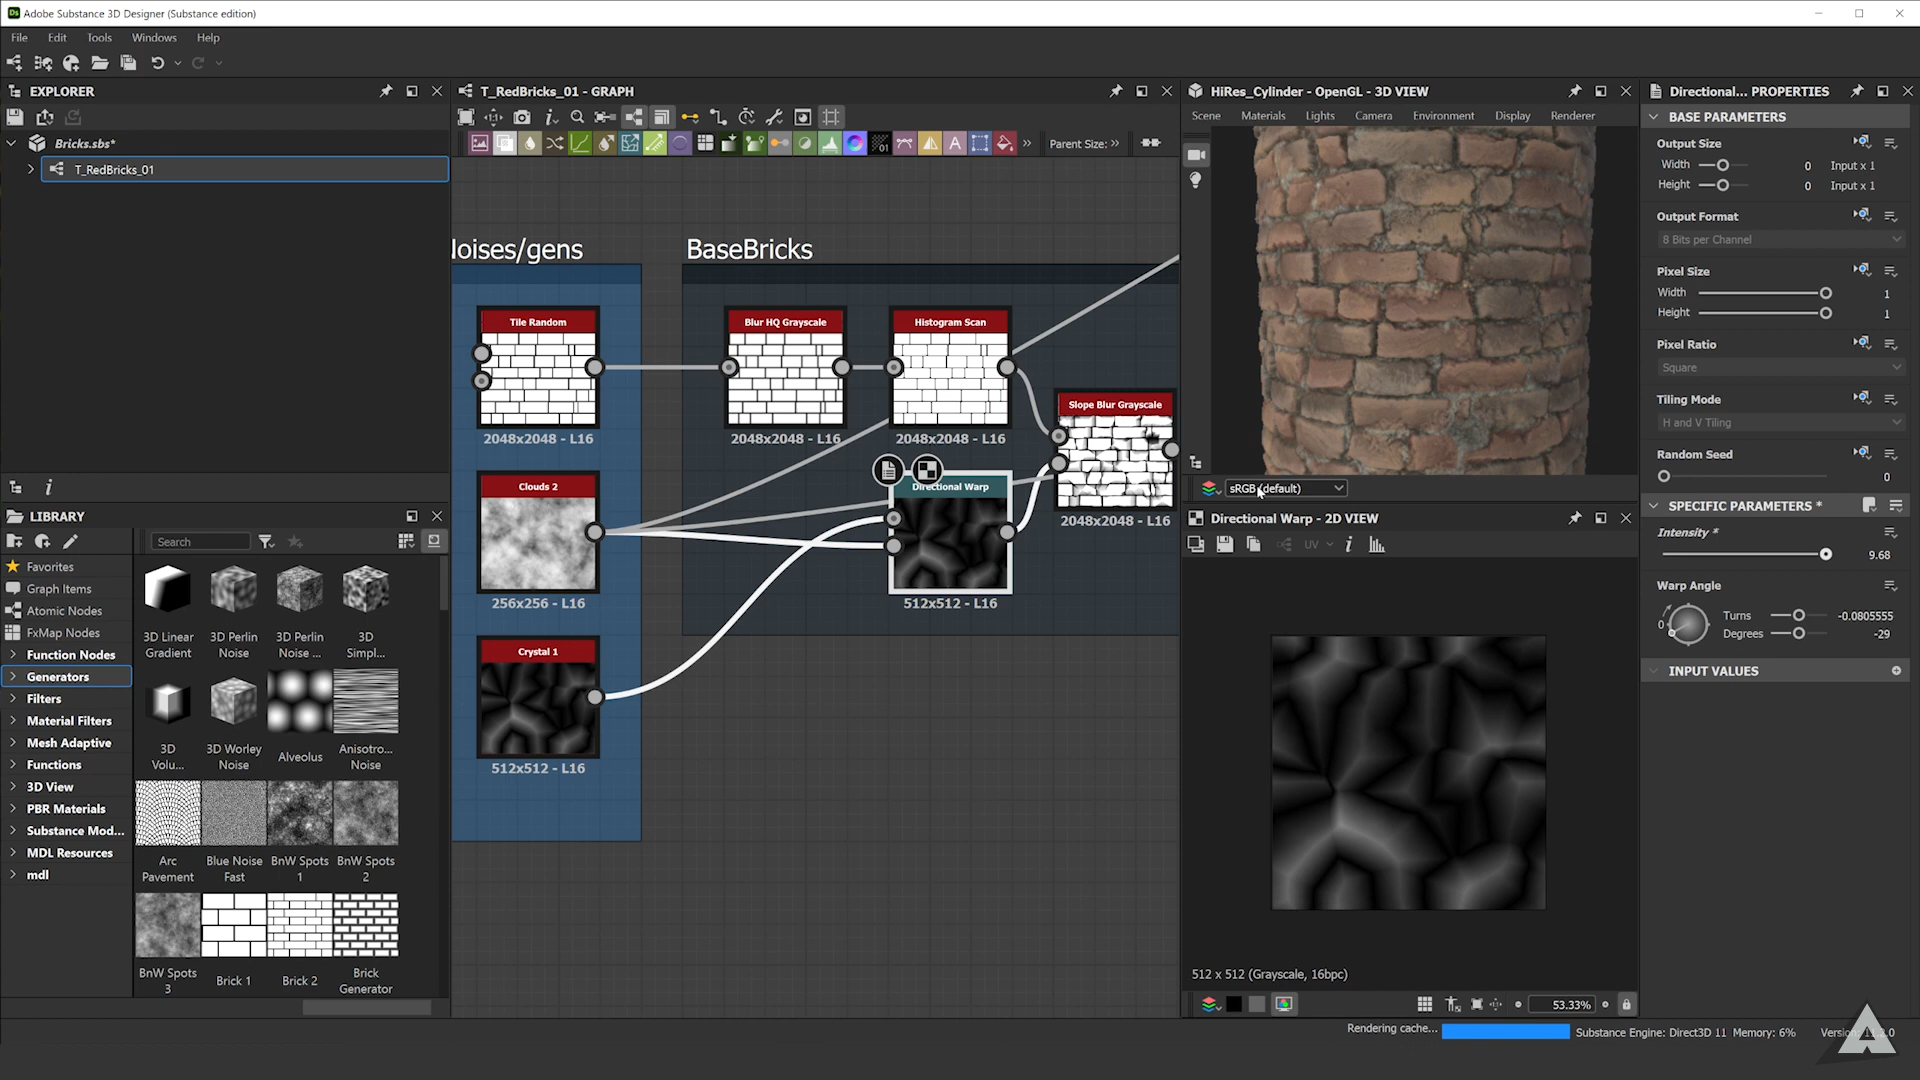 Adobe Substance 3D Designer (Substance edition)
File Edit Tools Windows Help
EXPLORER
Bricks.sbs*
T_RedBricks_01
LIBRARY
Search
Favorites
Graph Items
Atomic Nodes
FxMap Nodes
Function Nodes
Generators
Filters
Material Filters
Mesh Adaptive
Functions
3D View
PBR Materials
Substance Mod...
MDL Resources
mdl
3D Linear Gradient
3D Perlin Noise
3D Perlin Noise ...
3D Simpl...
3D Volu...
3D Worley Noise
Alveolus
Anisotro... Noise
Arc Pavement
Blue Noise Fast
BnW Spots 1
BnW Spots 2
BnW Spots 3
Brick 1
Brick 2
Brick Generator
T_RedBricks_01 - GRAPH
Parent Size:
loises/gens
BaseBricks
Tile Random
2048x2048 - L16
Blur HQ Grayscale
2048x2048 - L16
Histogram Scan
2048x2048 - L16
Slope Blur Grayscale
2048x2048 - L16
Clouds 2
256x256 - L16
Directional Warp
512x512 - L16
Crystal 1
512x512 - L16
HiRes_Cylinder - OpenGL - 3D VIEW
Scene Materials Lights Camera Environment Display Renderer
sRGB (default)
Directional Warp - 2D VIEW
UV
512 x 512 (Grayscale, 16bpc)
53.33%
Directional... PROPERTIES
BASE PARAMETERS
Output Size
Width 0 Input x 1
Height 0 Input x 1
Output Format
8 Bits per Channel
Pixel Size
Width 1
Height 1
Pixel Ratio
Square
Tiling Mode
H and V Tiling
Random Seed
0
SPECIFIC PARAMETERS *
Intensity *
9.68
Warp Angle
0
Turns -0.0805555
Degrees -29
INPUT VALUES
Rendering cache... Substance Engine: Direct3D 11 Memory: 6%